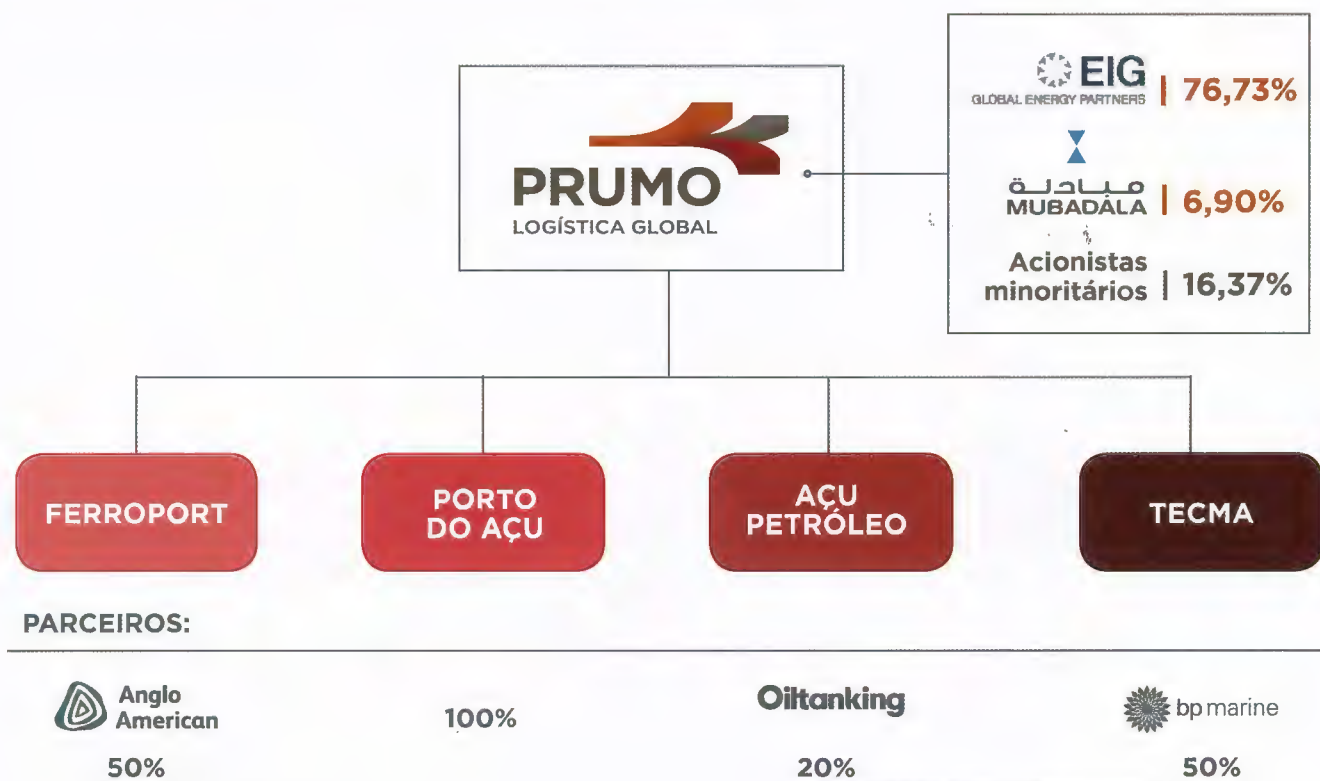 EIG
GLOBAL ENERGY PARTNERS | 76,73%
مبادلة
MUBADALA | 6,90%
Acionistas
minoritários | 16,37%
PRUMO
LOGÍSTICA GLOBAL
FERROPORT
PORTO
DO AÇU
AÇU
PETRÓLEO
TECMA
PARCEIROS:
Anglo
American
50%
100%
Oiltanking
20%
bp marine
50%